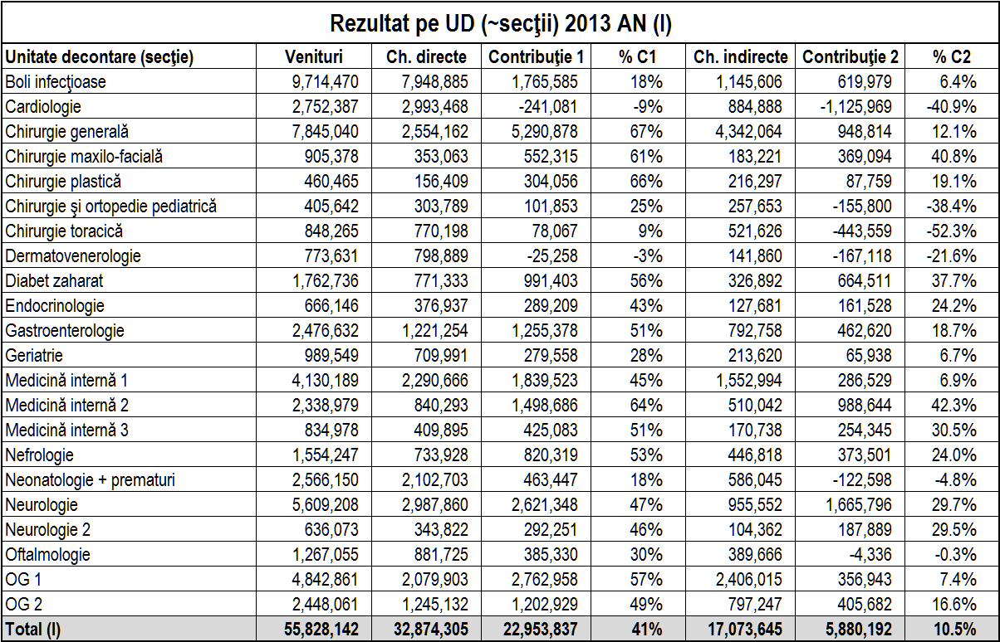 Rezultat pe UD (~secţii) 2013 AN (I)
Unitate decontare (secţie) Venituri Ch. directe Contribuţie 1 % C1 Ch. indirecte Contribuţie 2 % C2
Boli infecţioase 9,714,470 7,948,885 1,765,585 18% 1,145,606 619,979 6.4%
Cardiologie 2,752,387 2,993,468 -241,081 -9% 884,888 -1,125,969 -40.9%
Chirurgie generală 7,845,040 2,554,162 5,290,878 67% 4,342,064 948,814 12.1%
Chirurgie maxilo-facială 905,378 353,063 552,315 61% 183,221 369,094 40.8%
Chirurgie plastică 460,465 156,409 304,056 66% 216,297 87,759 19.1%
Chirurgie şi ortopedie pediatrică 405,642 303,789 101,853 25% 257,653 -155,800 -38.4%
Chirurgie toracică 848,265 770,198 78,067 9% 521,626 -443,559 -52.3%
Dermatovenerologie 773,631 798,889 -25,258 -3% 141,860 -167,118 -21.6%
Diabet zaharat 1,762,736 771,333 991,403 56% 326,892 664,511 37.7%
Endocrinologie 666,146 376,937 289,209 43% 127,681 161,528 24.2%
Gastroenterologie 2,476,632 1,221,254 1,255,378 51% 792,758 462,620 18.7%
Geriatrie 989,549 709,991 279,558 28% 213,620 65,938 6.7%
Medicină internă 1 4,130,189 2,290,666 1,839,523 45% 1,552,994 286,529 6.9%
Medicină internă 2 2,338,979 840,293 1,498,686 64% 510,042 988,644 42.3%
Medicină internă 3 834,978 409,895 425,083 51% 170,738 254,345 30.5%
Nefrologie 1,554,247 733,928 820,319 53% 446,818 373,501 24.0%
Neonatologie + prematuri 2,566,150 2,102,703 463,447 18% 586,045 -122,598 -4.8%
Neurologie 5,609,208 2,987,860 2,621,348 47% 955,552 1,665,796 29.7%
Neurologie 2 636,073 343,822 292,251 46% 104,362 187,889 29.5%
Oftalmologie 1,267,055 881,725 385,330 30% 389,666 -4,336 -0.3%
OG 1 4,842,861 2,079,903 2,762,958 57% 2,406,015 356,943 7.4%
OG 2 2,448,061 1,245,132 1,202,929 49% 797,247 405,682 16.6%
Total (I) 55,828,142 32,874,305 22,953,837 41% 17,073,645 5,880,192 10.5%